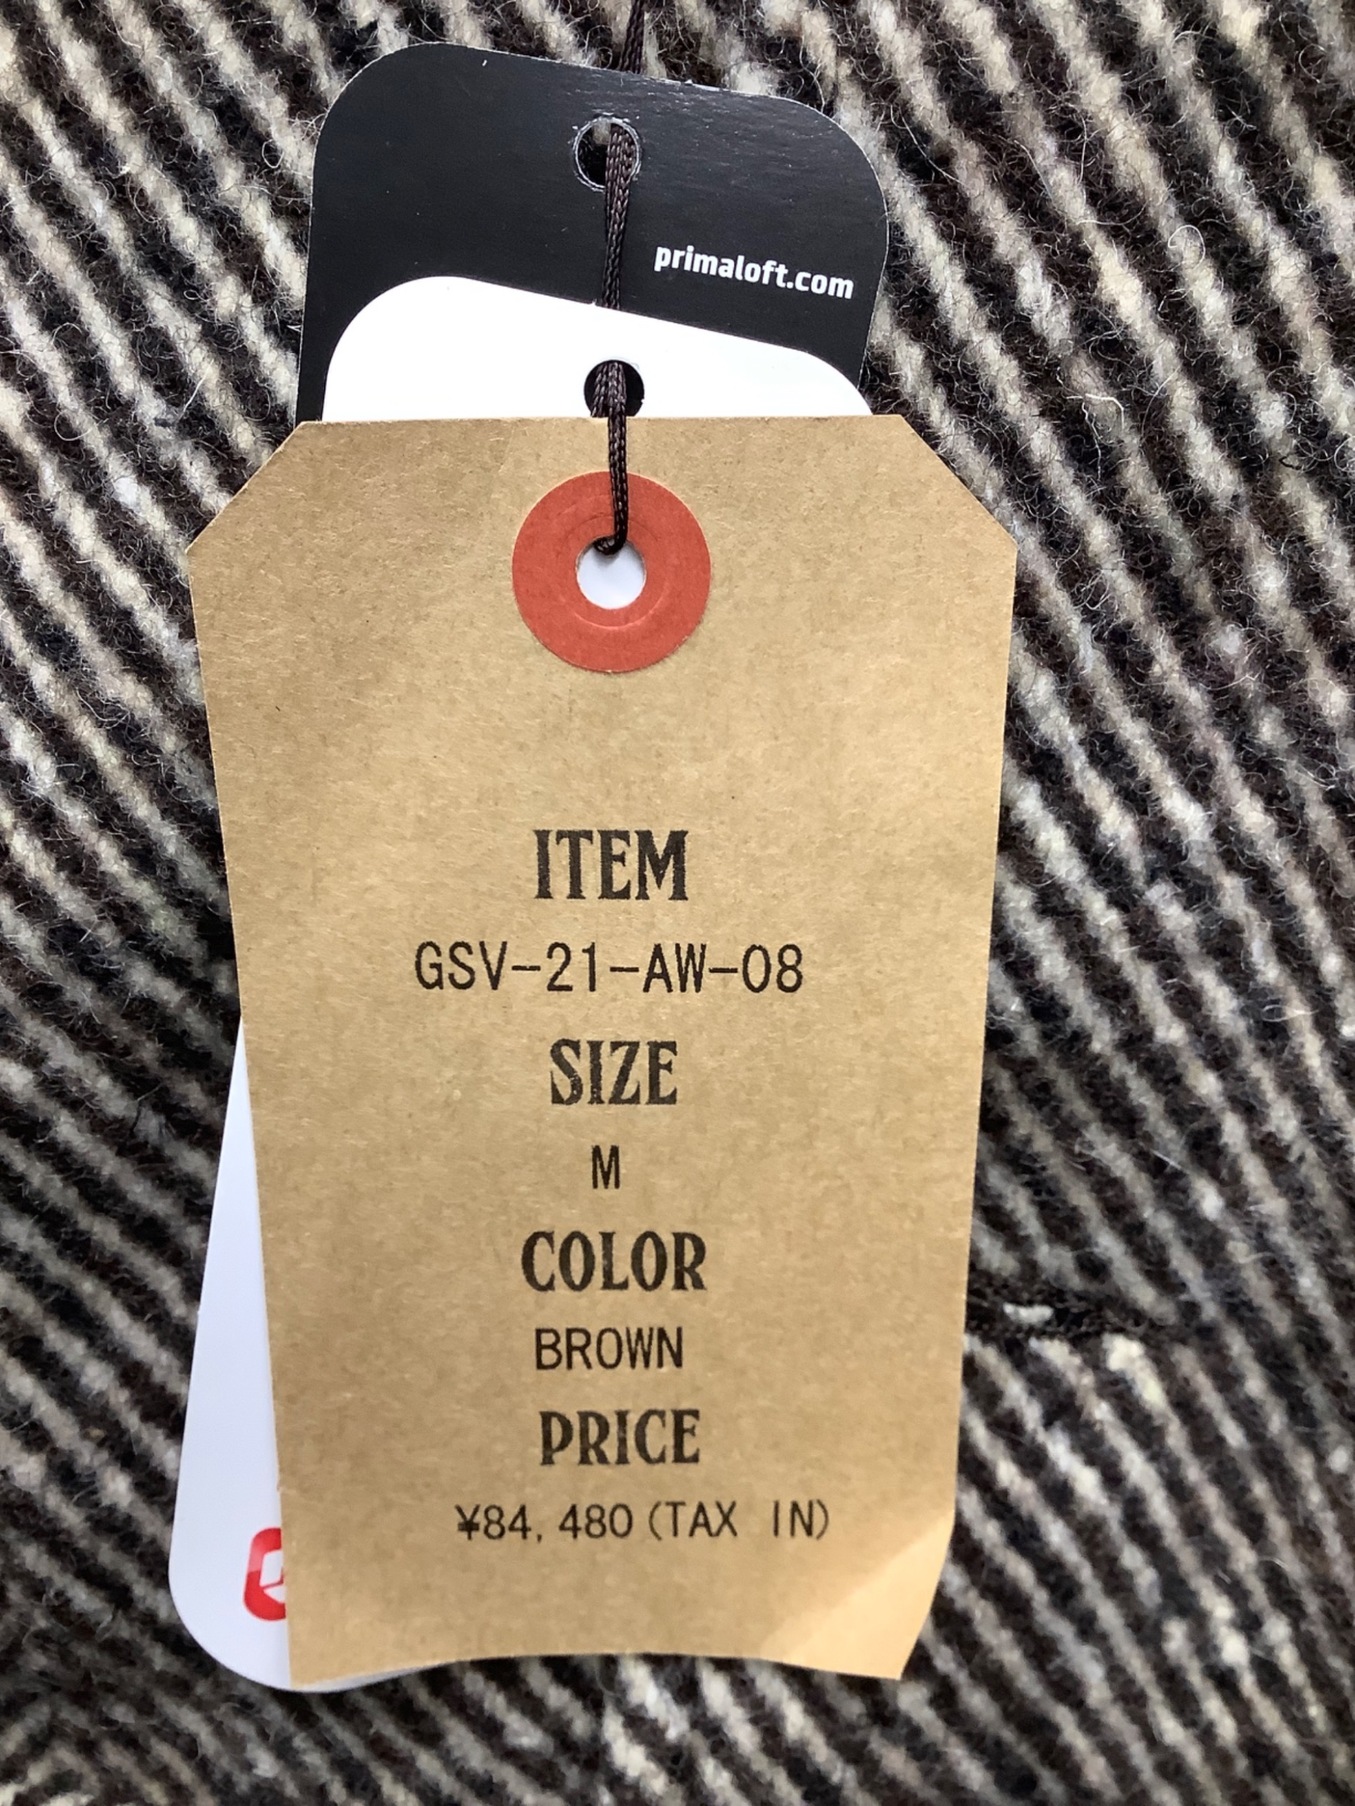 primaloft.com
ITEM
GSV-21-AW-08
SIZE
M
COLOR
BROWN
PRICE
¥84,480(TAX IN)